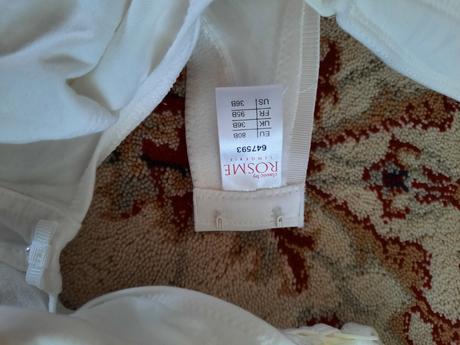 classic by
ROSME
LINGERIE
647593
EU 80B
UK 36B
FR 95B
US 36B